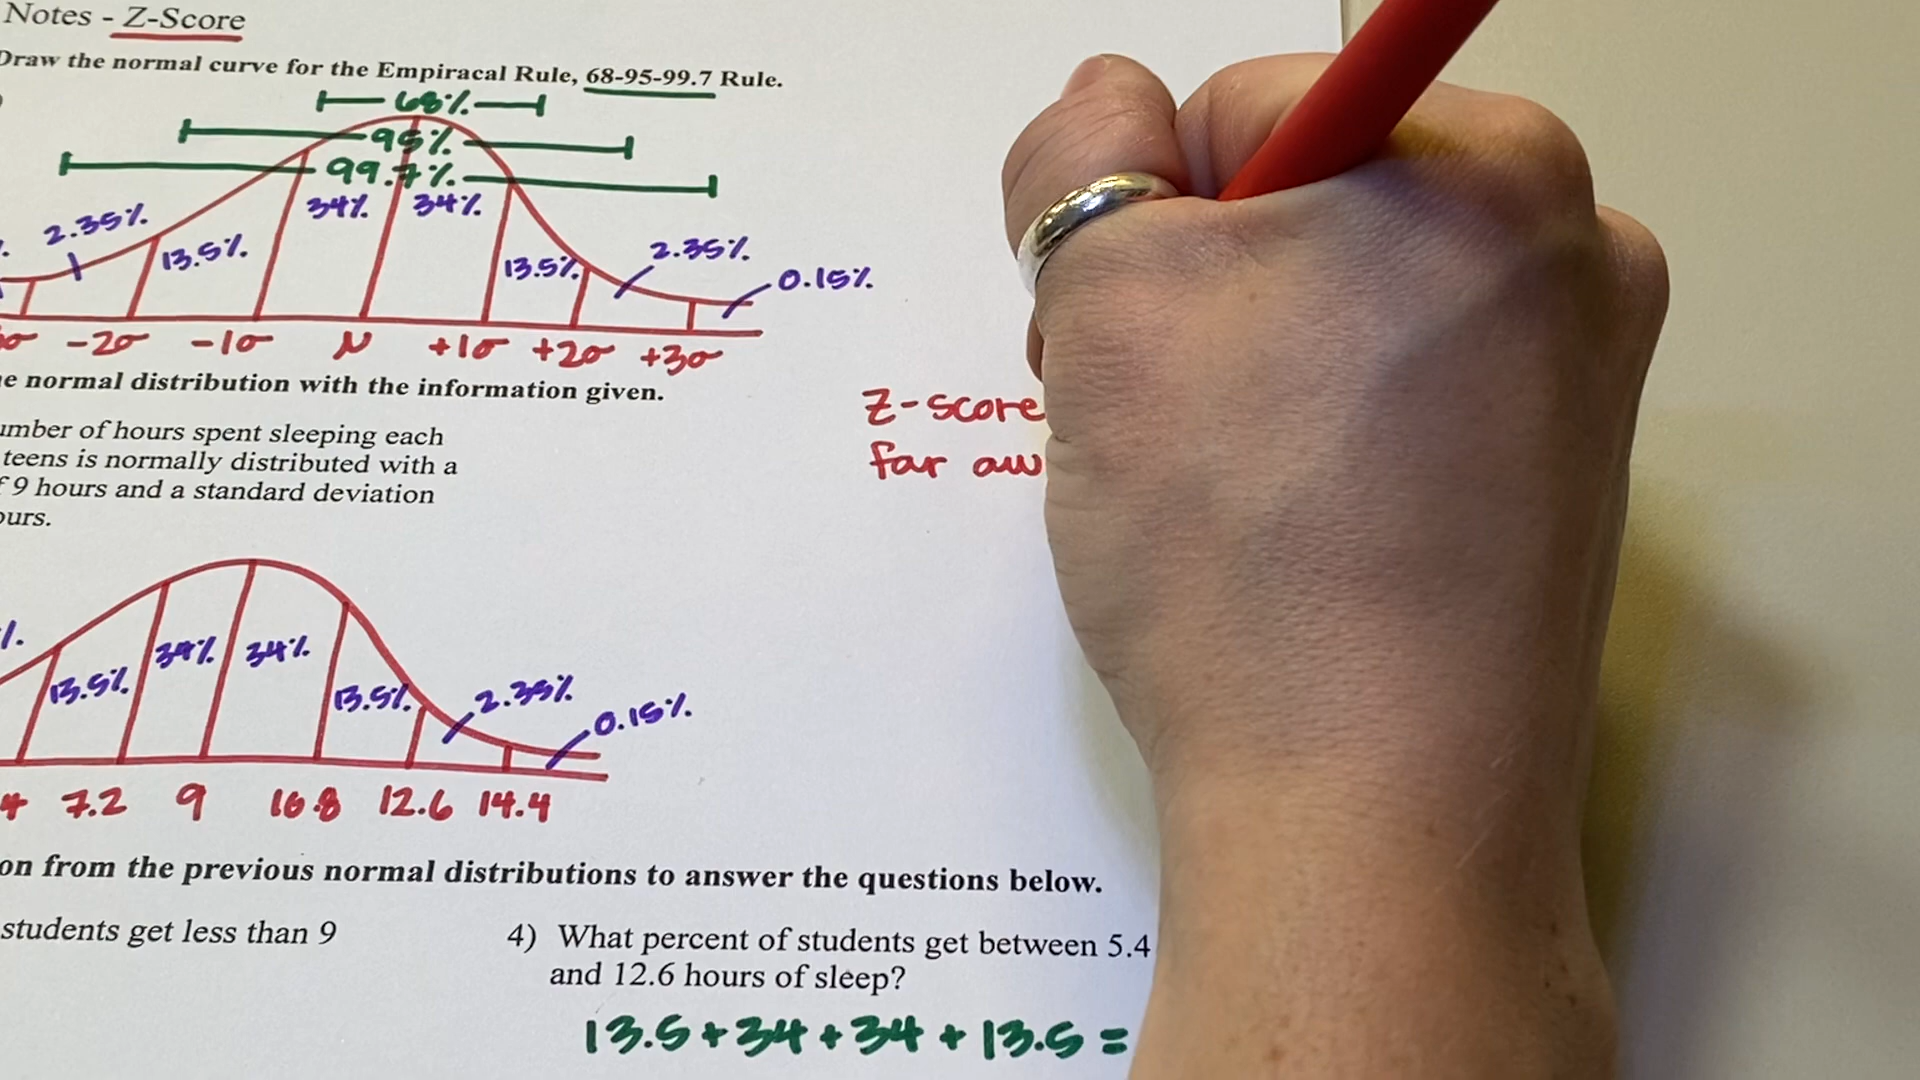 Notes - Z-Score
Draw the normal curve for the Empiracal Rule, 68-95-99.7 Rule.
68%
95%
99.7%
34% 34%
2.35% 13.5% 13.5% 2.35% 0.15%
-2σ -1σ μ +1σ +2σ +3σ
normal distribution with the information given.
Z-score
far aw
of hours spent sleeping each
teens is normally distributed with a
9 hours and a standard deviation
13.5% 34% 34% 13.5% 2.35% 0.15%
4 7.2 9 10.8 12.6 14.4
on from the previous normal distributions to answer the questions below.
students get less than 9
4) What percent of students get between 5.4
and 12.6 hours of sleep?
13.5 + 34 + 34 + 13.5 =